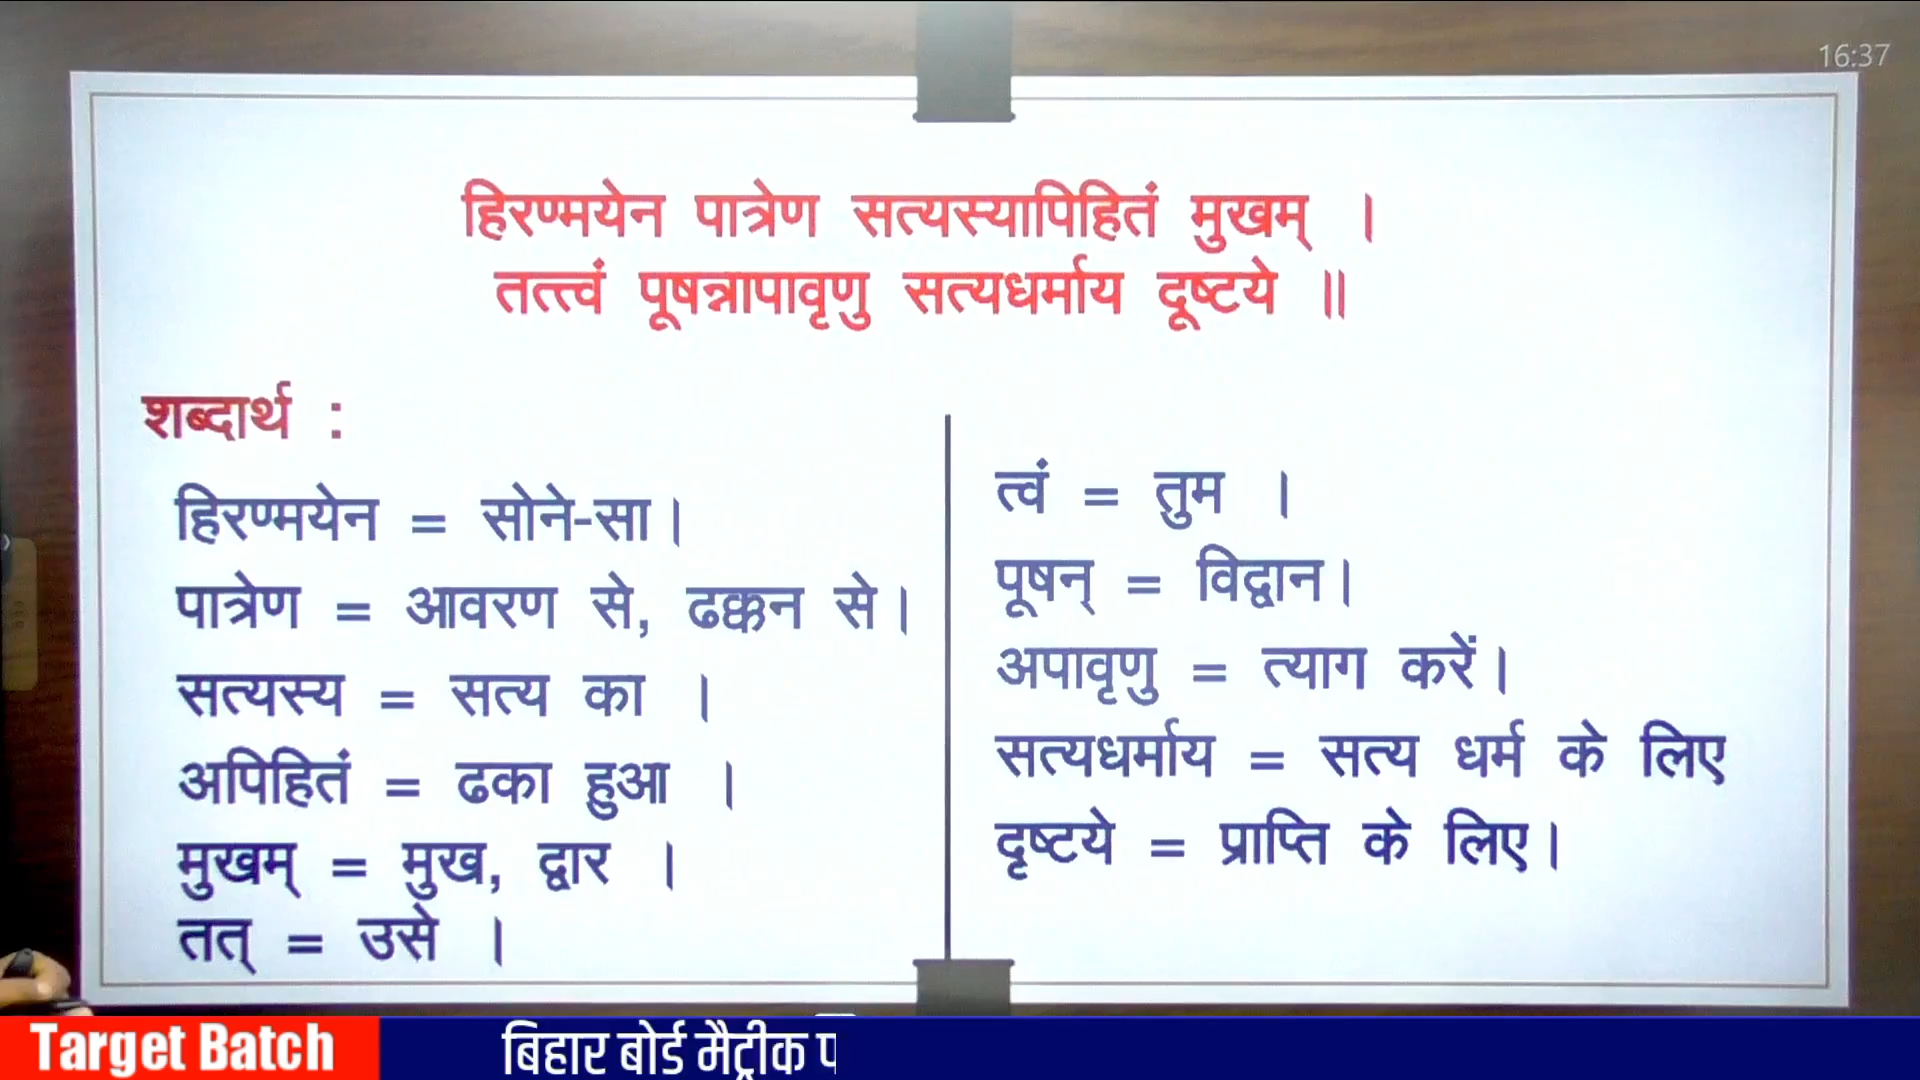 16:37
हिरण्मयेन पात्रेण सत्यस्यापिहितं मुखम् ।
तत्त्वं पूषन्नापावृणु सत्यधर्माय दूष्टये ॥
शब्दार्थ :
हिरण्मयेन = सोने-सा।
पात्रेण = आवरण से, ढक्कन से।
सत्यस्य = सत्य का ।
अपिहितं = ढका हुआ ।
मुखम् = मुख, द्वार ।
तत् = उसे ।
त्वं = तुम ।
पूषन् = विद्वान।
अपावृणु = त्याग करें।
सत्यधर्माय = सत्य धर्म के लिए
दृष्टये = प्राप्ति के लिए।
Target Batch
बिहार बोर्ड मैट्रीक